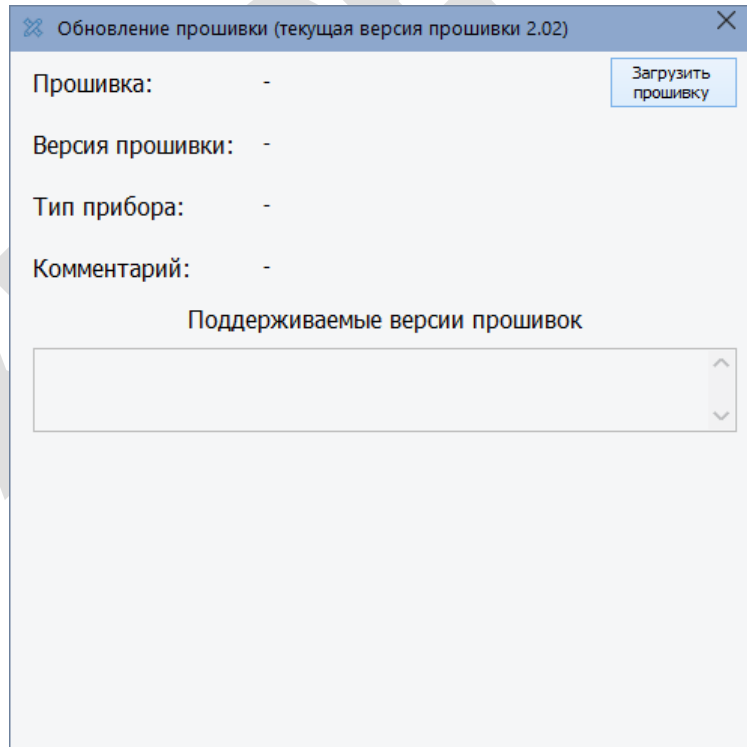 Обновление прошивки (текущая версия прошивки 2.02)
Прошивка: -
Загрузить
прошивку
Версия прошивки: -
Тип прибора: -
Комментарий: -
Поддерживаемые версии прошивок